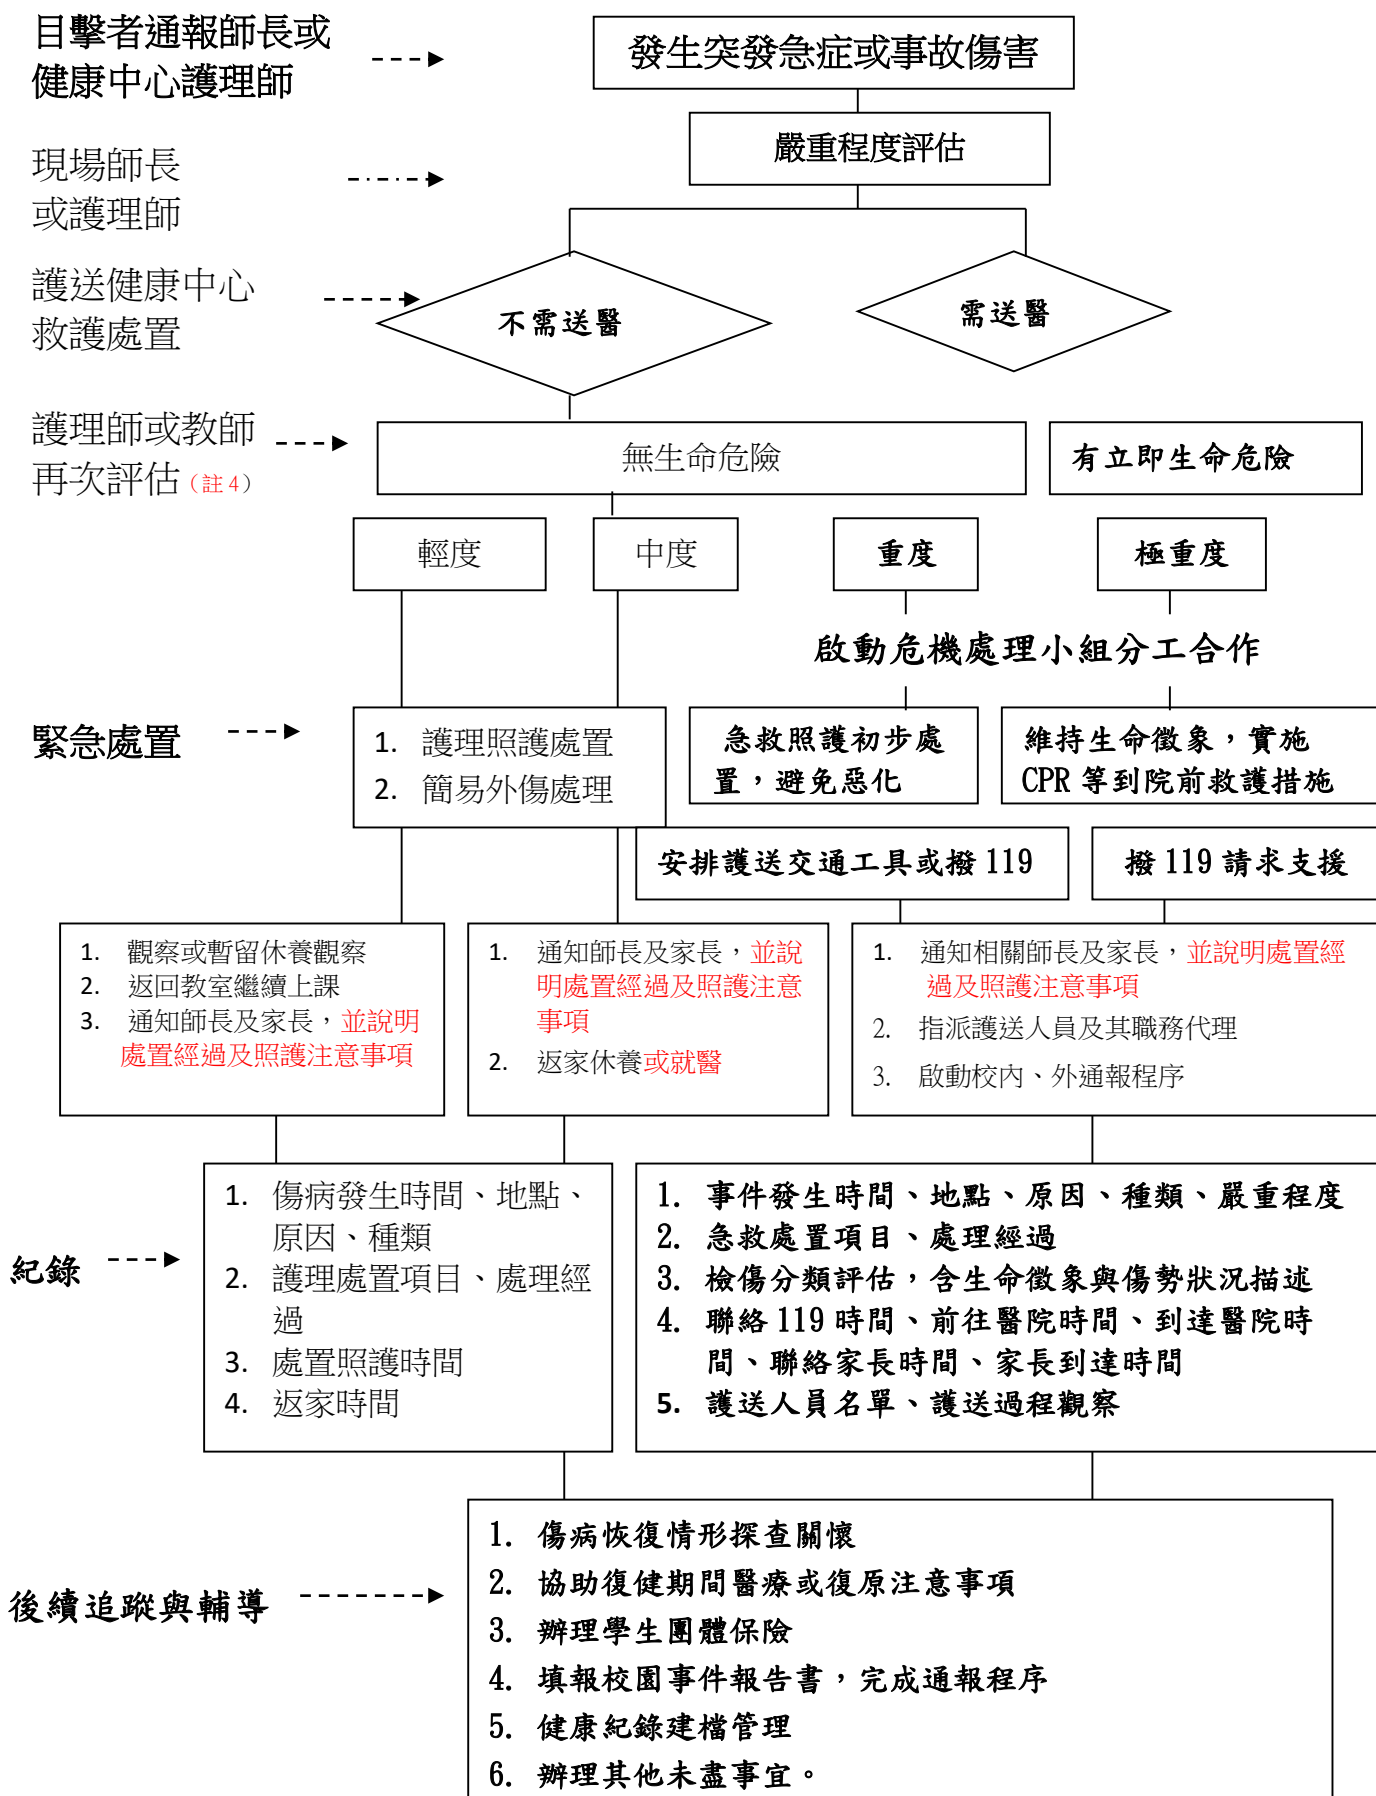 目擊者通報師長或
健康中心護理師
發生突發急症或事故傷害
現場師長
或護理師
嚴重程度評估
護送健康中心
救護處置
不需送醫
需送醫
護理師或教師
再次評估（註4）
無生命危險
有立即生命危險
輕度
中度
重度
極重度
啟動危機處理小組分工合作
緊急處置
1. 護理照護處置
2. 簡易外傷處理
急救照護初步處
置，避免惡化
維持生命徵象，實施
CPR 等到院前救護措施
安排護送交通工具或撥 119
撥 119 請求支援
1. 觀察或暫留休養觀察
2. 返回教室繼續上課
3. 通知師長及家長，並說明
處置經過及照護注意事項
1. 通知師長及家長，並說
明處置經過及照護注意
事項
2. 返家休養或就醫
1. 通知相關師長及家長，並說明處置經
過及照護注意事項
2. 指派護送人員及其職務代理
3. 啟動校內、外通報程序
紀錄
1. 傷病發生時間、地點、
原因、種類
2. 護理處置項目、處理經
過
3. 處置照護時間
4. 返家時間
1. 事件發生時間、地點、原因、種類、嚴重程度
2. 急救處置項目、處理經過
3. 檢傷分類評估，含生命徵象與傷勢狀況描述
4. 聯絡 119 時間、前往醫院時間、到達醫院時
間、聯絡家長時間、家長到達時間
5. 護送人員名單、護送過程觀察
後續追蹤與輔導
1. 傷病恢復情形探查關懷
2. 協助復健期間醫療或復原注意事項
3. 辦理學生團體保險
4. 填報校園事件報告書，完成通報程序
5. 健康紀錄建檔管理
6. 辦理其他未盡事宜。